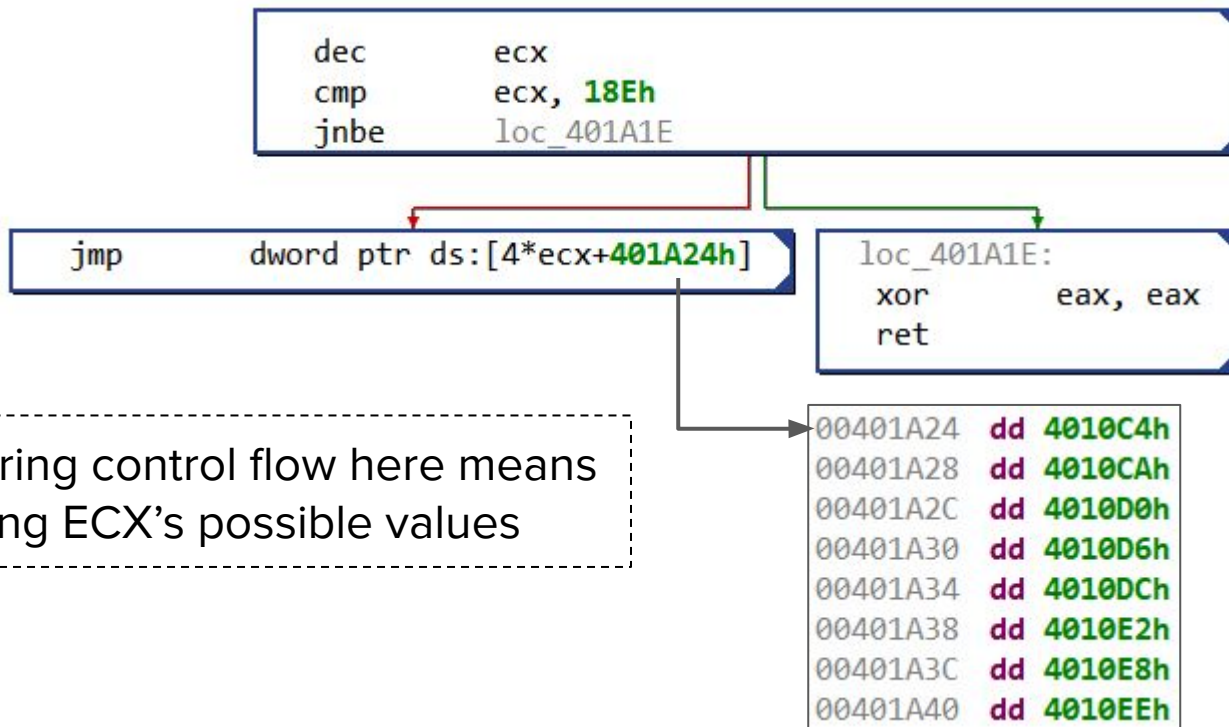 dec ecx
cmp ecx, 18Eh
jnbe loc_401A1E
jmp dword ptr ds:[4*ecx+401A24h]
loc_401A1E:
xor eax, eax
ret
ring control flow here means
ng ECX’s possible values
00401A24 dd 4010C4h
00401A28 dd 4010CAh
00401A2C dd 4010D0h
00401A30 dd 4010D6h
00401A34 dd 4010DCh
00401A38 dd 4010E2h
00401A3C dd 4010E8h
00401A40 dd 4010EEh